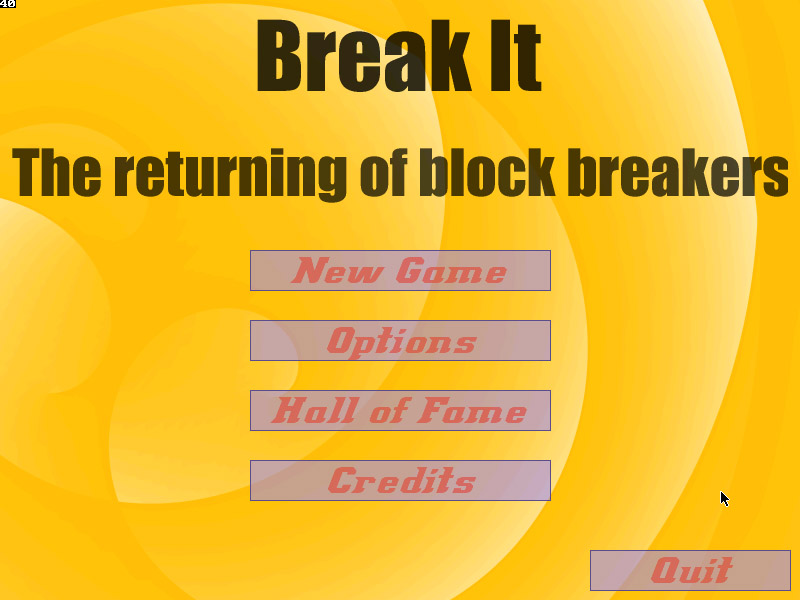 40
Break It
The returning of block breakers
New Game
Options
Hall of Fame
Credits
Quit